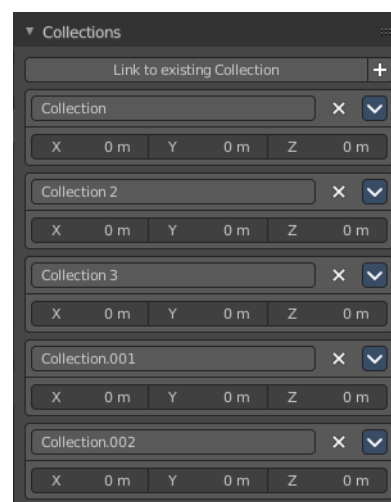 Collections
Link to existing Collection
Collection
X 0 m Y 0 m Z 0 m
Collection 2
X 0 m Y 0 m Z 0 m
Collection 3
X 0 m Y 0 m Z 0 m
Collection.001
X 0 m Y 0 m Z 0 m
Collection.002
X 0 m Y 0 m Z 0 m